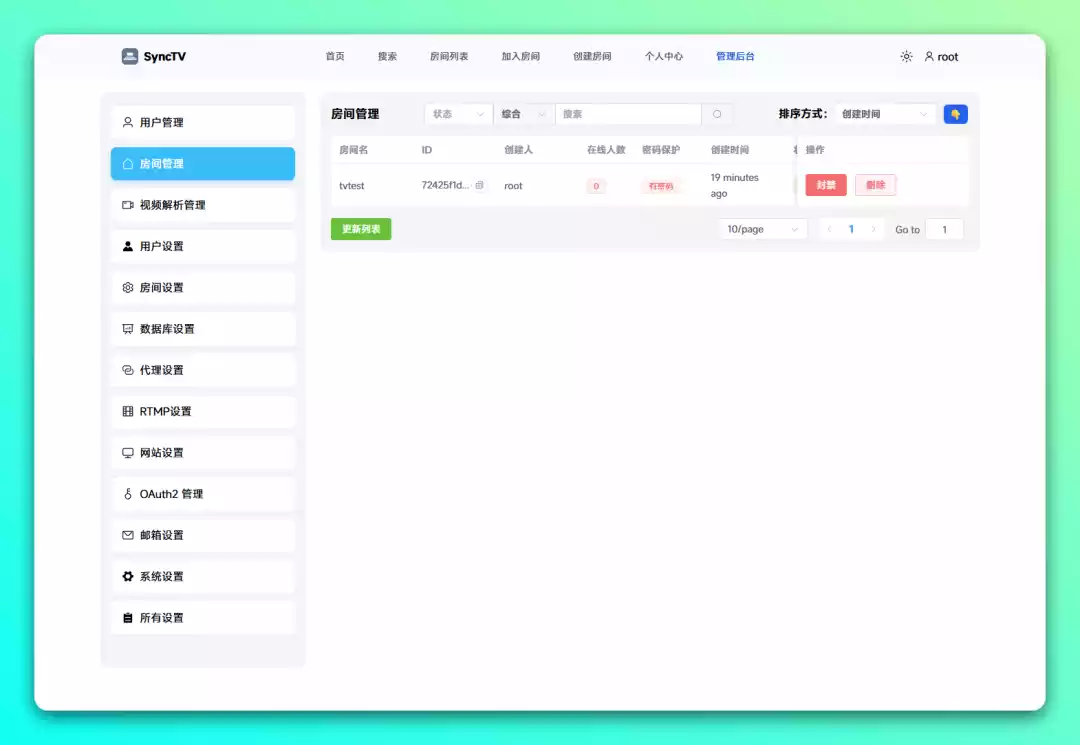 SyncTV
首页 搜索 房间列表 加入房间 创建房间 个人中心 管理后台
root
用户管理
房间管理
视频解析管理
用户设置
房间设置
数据库设置
代理设置
RTMP设置
网站设置
OAuth2 管理
邮箱设置
系统设置
所有设置
房间管理 状态 综合 搜索 排序方式: 创建时间
房间名 ID 创建人 在线人数 密码保护 创建时间 操作
tvtest 72425f1d... root 0 有密码 19 minutes ago 封禁 删除
更新列表 10/page 1 Go to 1